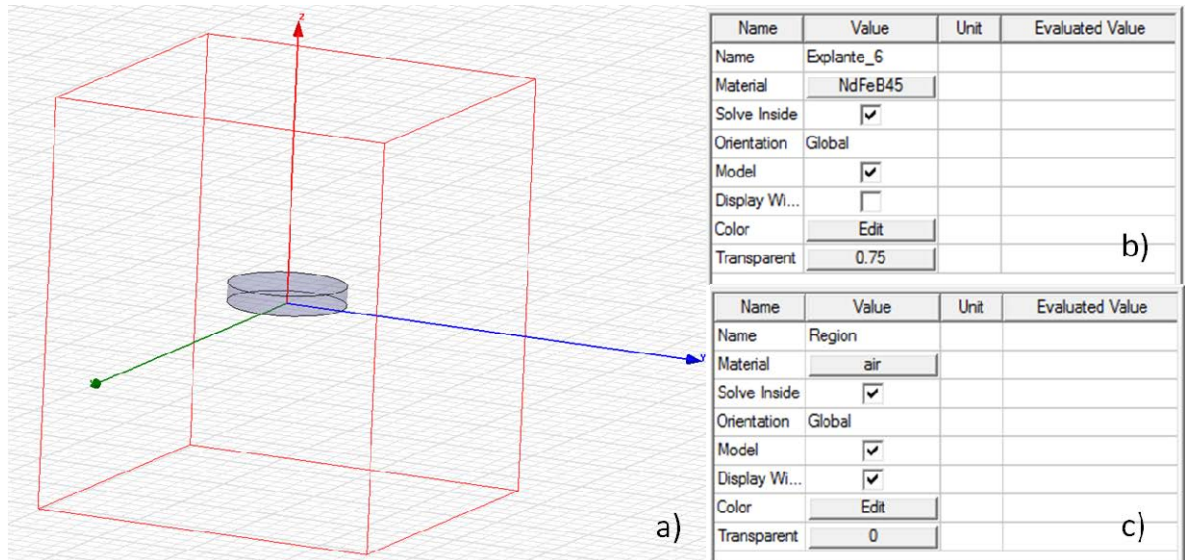 z
y
a)
Name Value Unit Evaluated Value
Name Explante_6
Material NdFeB45
Solve Inside
Orientation Global
Model
Display Wi...
Color Edit
Transparent 0.75
b)
Name Value Unit Evaluated Value
Name Region
Material air
Solve Inside
Orientation Global
Model
Display Wi...
Color Edit
Transparent 0
c)